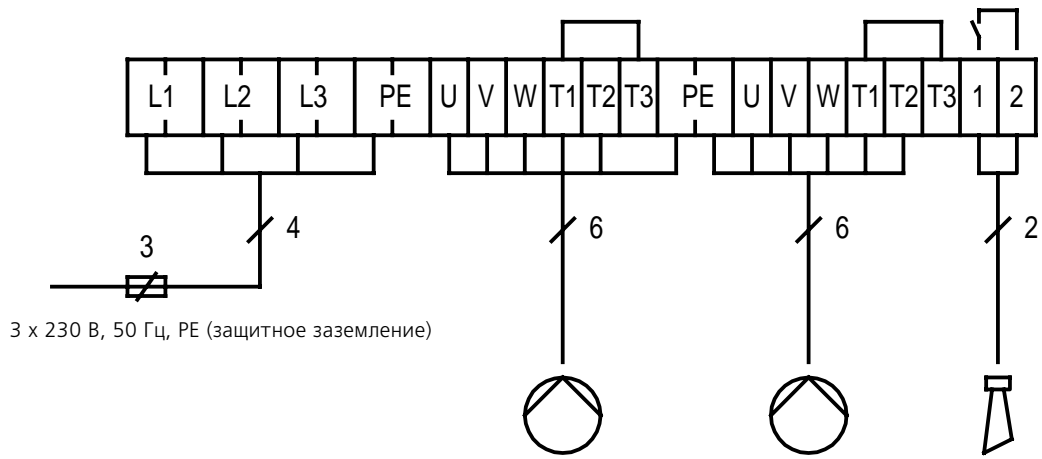 L1 L2 L3 PE U V W T1 T2 T3 PE U V W T1 T2 T3 1 2
4 6 6 2
3
3 x 230 В, 50 Гц, PE (защитное заземление)